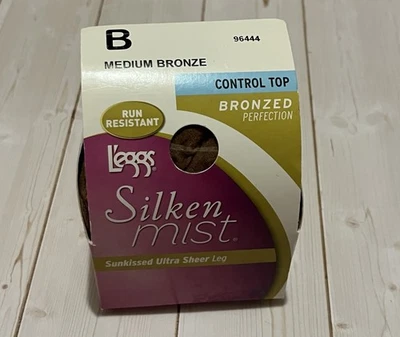 B
96444
MEDIUM BRONZE
CONTROL TOP
BRONZED
PERFECTION
RUN
RESISTANT
L'eggs®
Silken
mist®
Sunkissed Ultra Sheer Leg